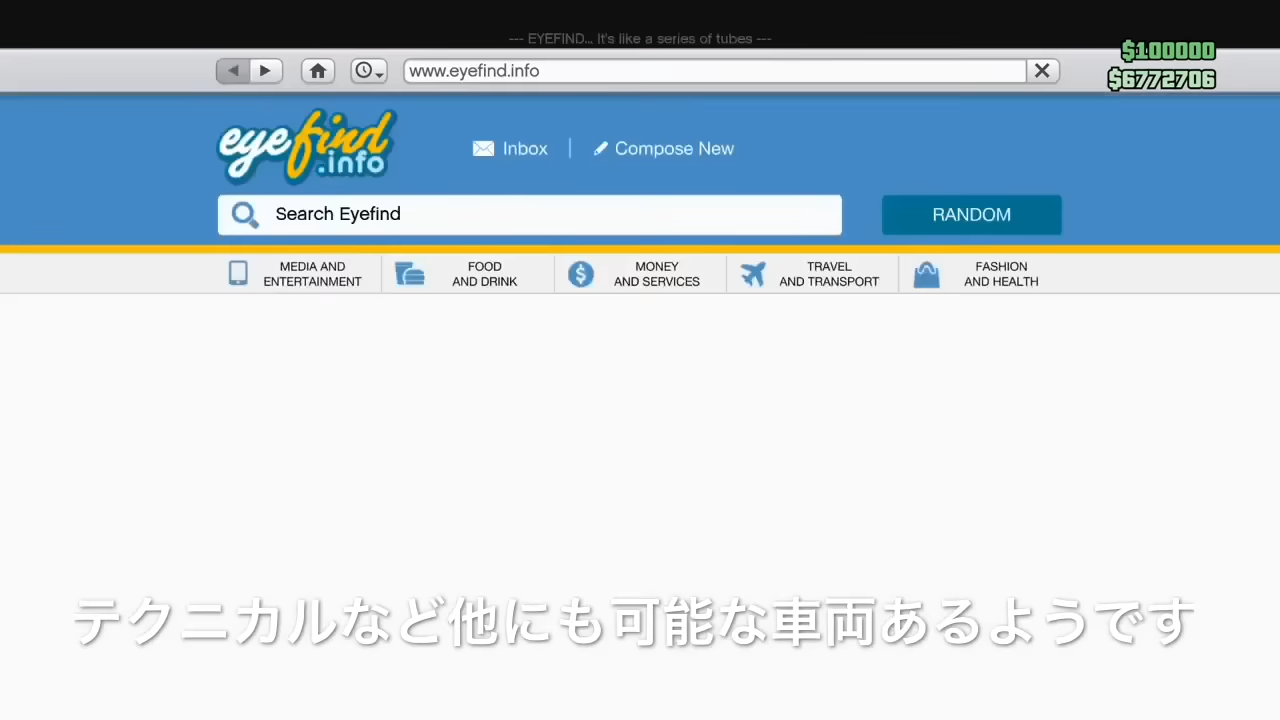 --- EYEFIND... It's like a series of tubes ---
$100000
www.eyefind.info
$6772706
eyefind.info
Inbox
Compose New
Search Eyefind
RANDOM
MEDIA AND
ENTERTAINMENT
FOOD
AND DRINK
MONEY
AND SERVICES
TRAVEL
AND TRANSPORT
FASHION
AND HEALTH
テクニカルなど他にも可能な車両あるようです